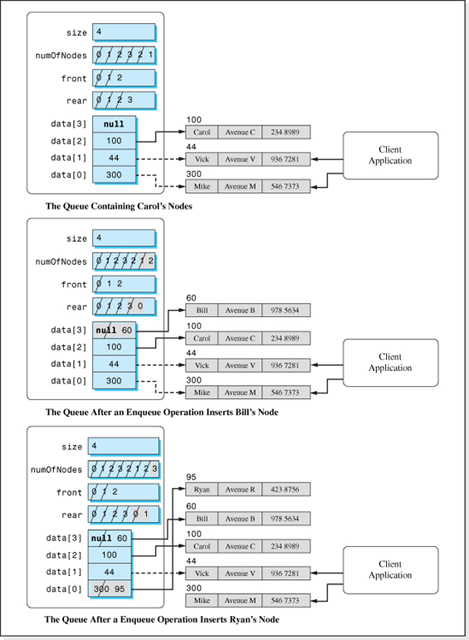 size 4
numOfNodes 0 1 2 3 2 1
front 0 1 2
rear 0 1 2 3
data[3] null
data[2] 100
data[1] 44
data[0] 300
100
Carol Avenue C 234 8989
44
Vick Avenue V 936 7281
300
Mike Avenue M 546 7373
Client
Application
The Queue Containing Carol's Nodes
size 4
numOfNodes 0 1 2 3 2 1 2
front 0 1 2
rear 0 1 2 3 0
data[3] null 60
data[2] 100
data[1] 44
data[0] 300
60
Bill Avenue B 978 5634
100
Carol Avenue C 234 8989
44
Vick Avenue V 936 7281
300
Mike Avenue M 546 7373
Client
Application
The Queue After an Enqueue Operation Inserts Bill's Node
size 4
numOfNodes 0 1 2 3 2 1 2 3
front 0 1 2
rear 0 1 2 3 0 1
data[3] null 60
data[2] 100
data[1] 44
data[0] 300 95
95
Ryan Avenue R 423 8756
60
Bill Avenue B 978 5634
100
Carol Avenue C 234 8989
44
Vick Avenue V 936 7281
300
Mike Avenue M 546 7373
Client
Application
The Queue After a Enqueue Operation Inserts Ryan's Node